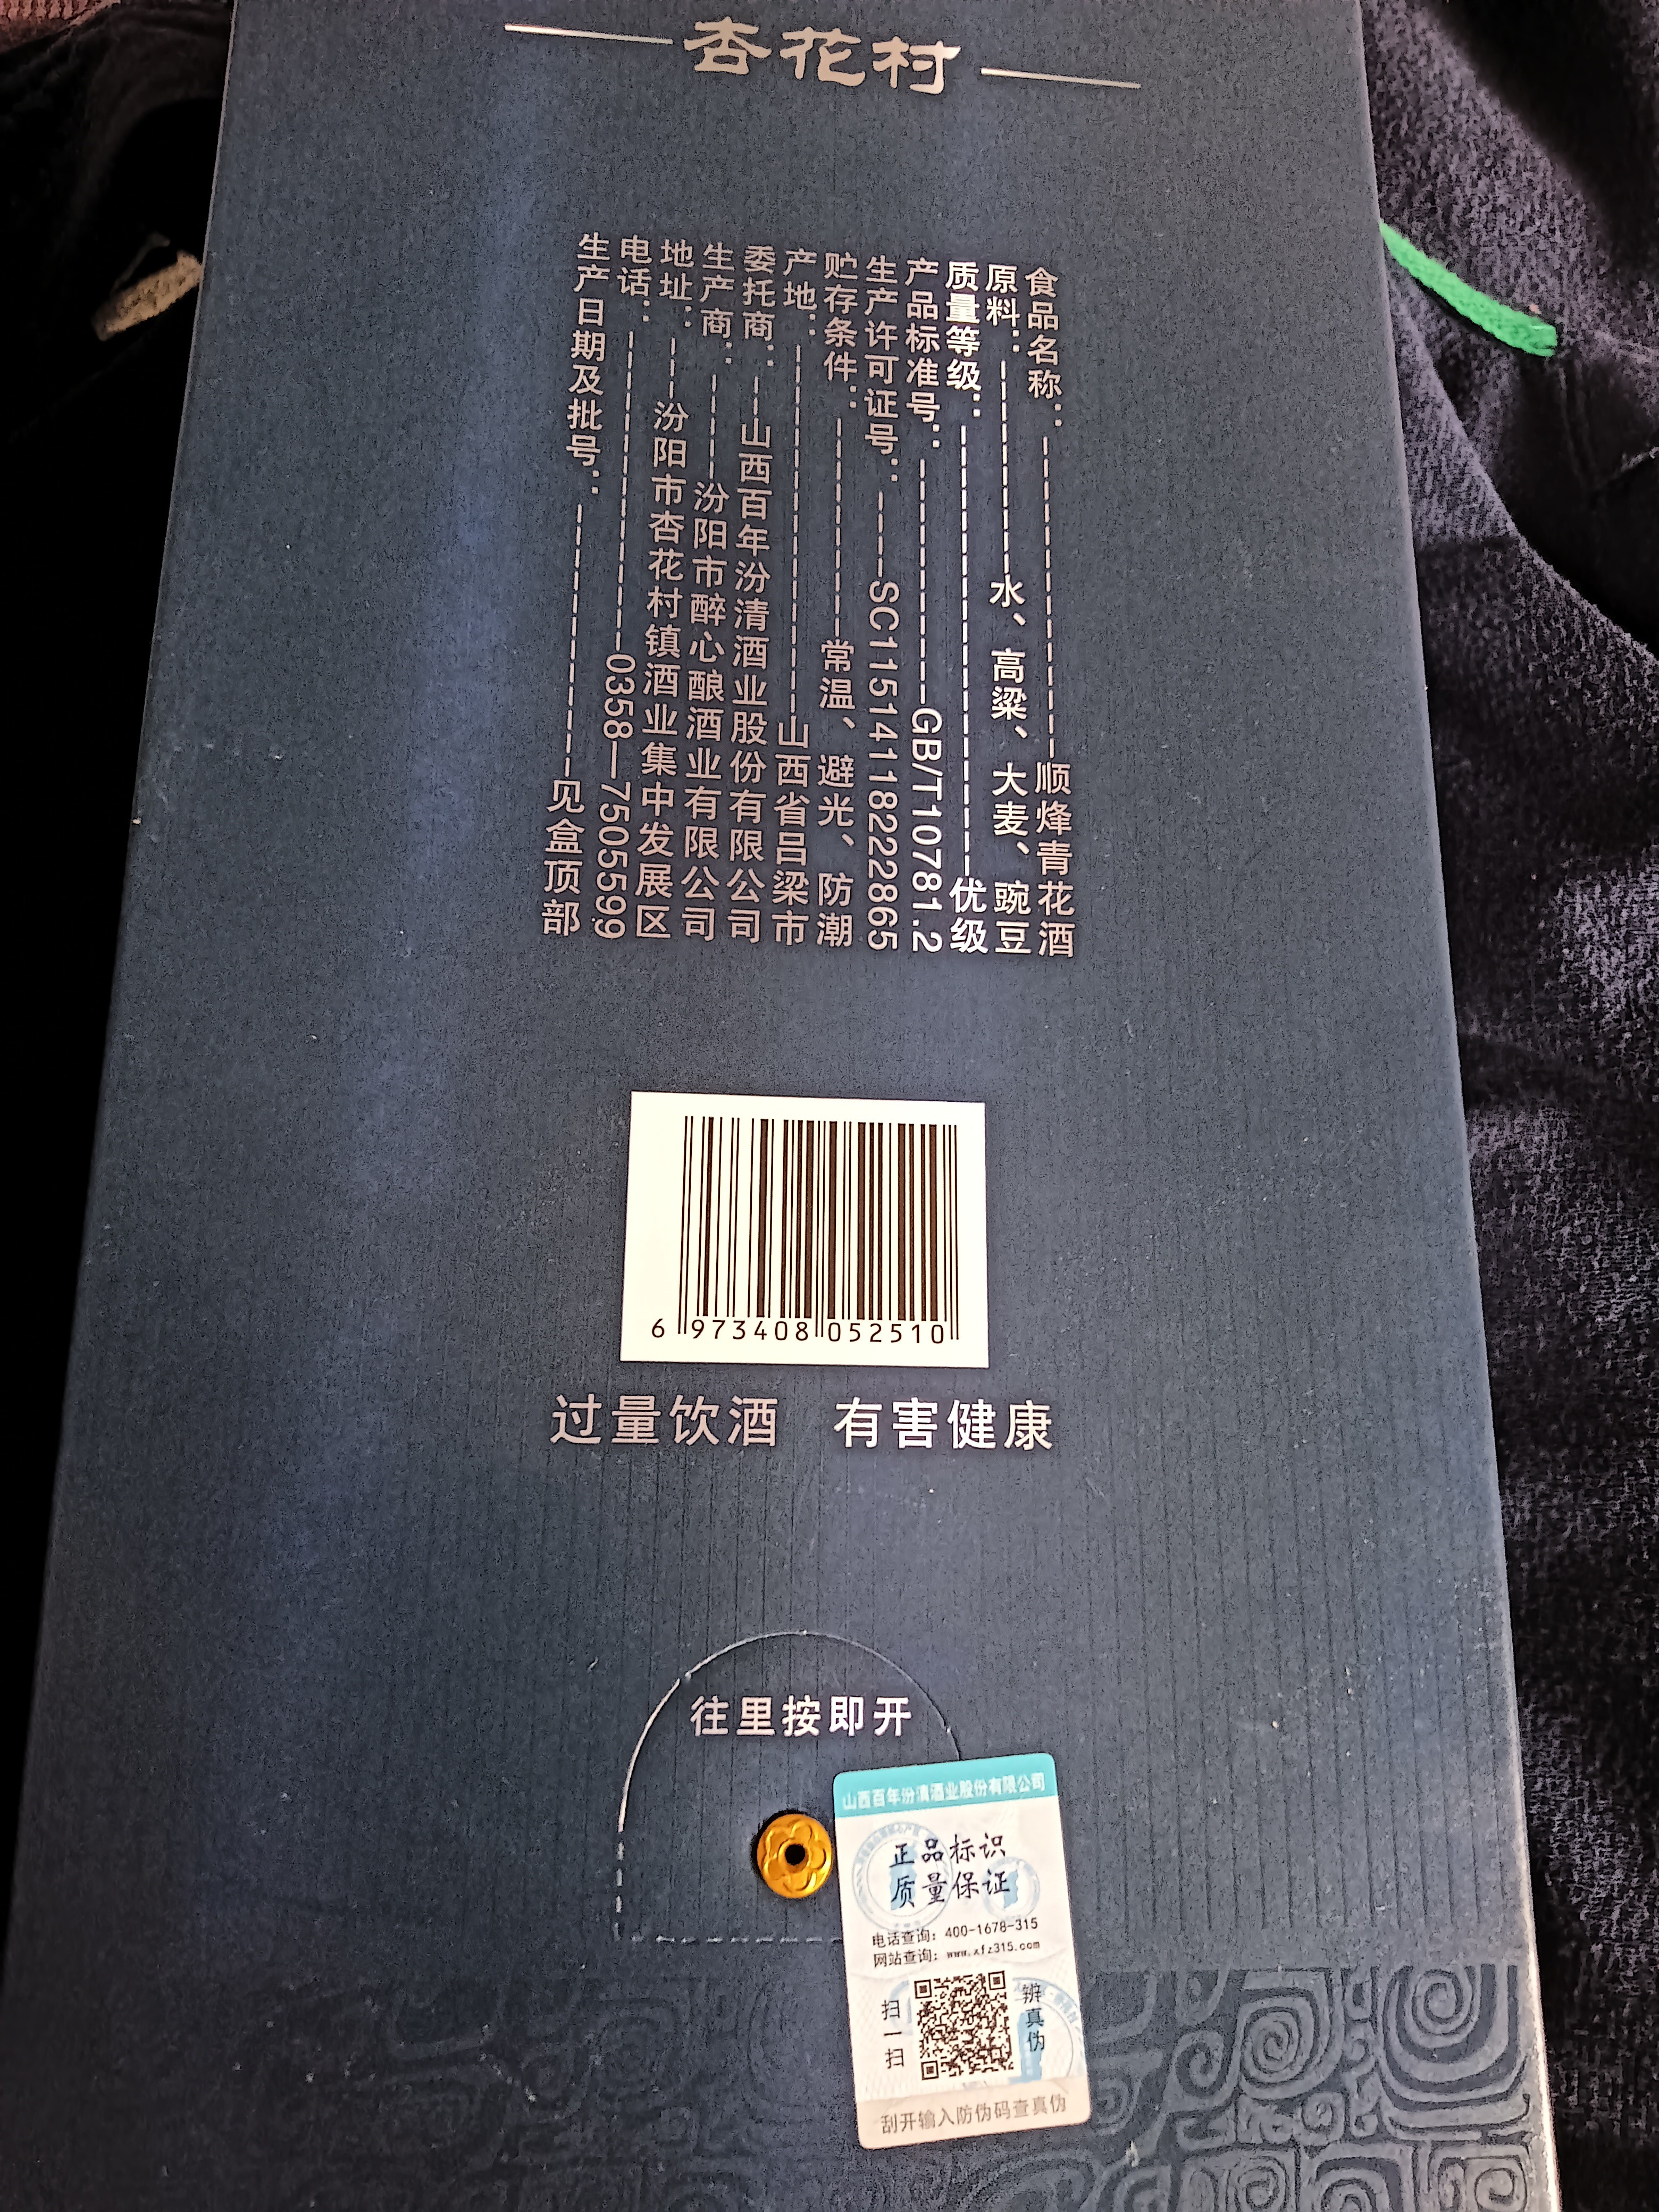 杏花村
食品名称：顺烽青花酒
原料：水、高粱、大麦、豌豆
质量等级：优级
产品标准号：GB/T10781.2
生产许可证号：SC11514118222865
贮存条件：常温、避光、防潮
产地：山西省吕梁市
委托商：山西百年汾清酒业股份有限公司
生产商：汾阳市醉心酿酒业有限公司
地址：汾阳市杏花村镇酒业集中发展区
电话：0358—7505599
生产日期及批号：见盒顶部
6 973408 052510
过量饮酒 有害健康
往里按即开
山西百年汾清酒业股份有限公司
正品标识
质量保证
电话查询：400-1678-315
网站查询：www.xfz315.com
扫一扫
辨真伪
刮开输入防伪码查真伪